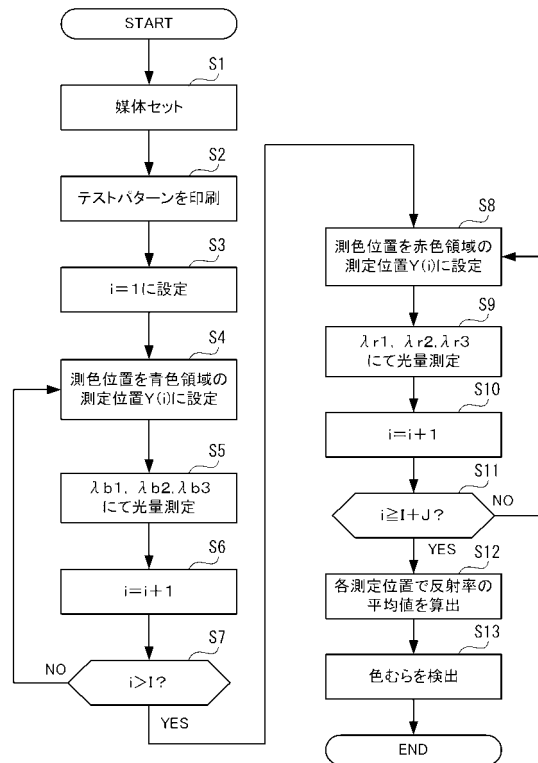 START
S1
媒体セット
S2
テストパターンを印刷
S3
i=1に設定
S4
測色位置を青色領域の
測定位置Y(i)に設定
S5
λb1、λb2,λb3
にて光量測定
S6
i=i+1
S7
i>I?
NO
YES
S8
測色位置を赤色領域の
測定位置Y(i)に設定
S9
λr1、λr2,λr3
にて光量測定
S10
i=i+1
S11
i≧I+J?
NO
YES
S12
各測定位置で反射率の
平均値を算出
S13
色むらを検出
END